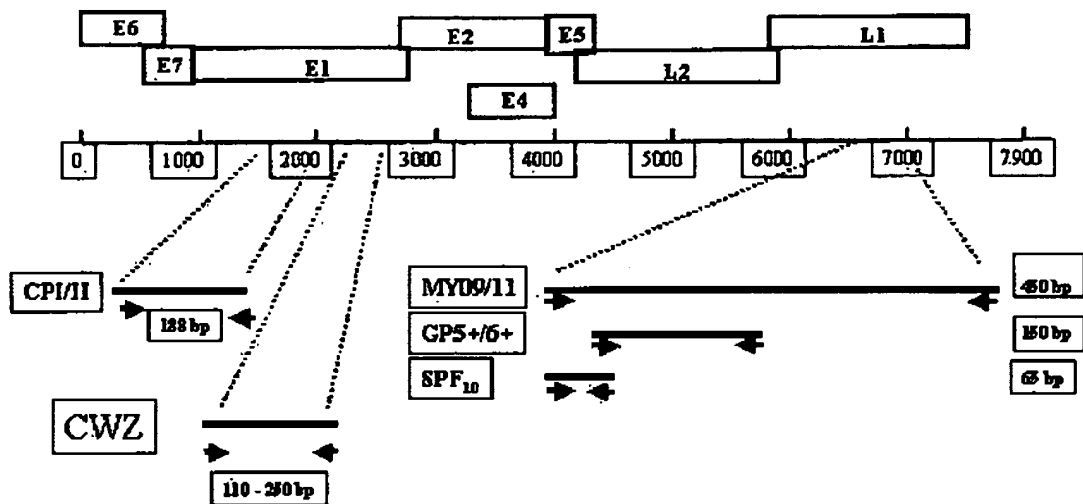 E6
E2
E5
L1
E7
E1
L2
E4
0
1000
2000
3000
4000
5000
6000
7000
7.900
CPI/II
188 bp
MY09/11
450 bp
GP5+/6+
150 bp
SPF10
65 bp
CWZ
110 - 250 bp